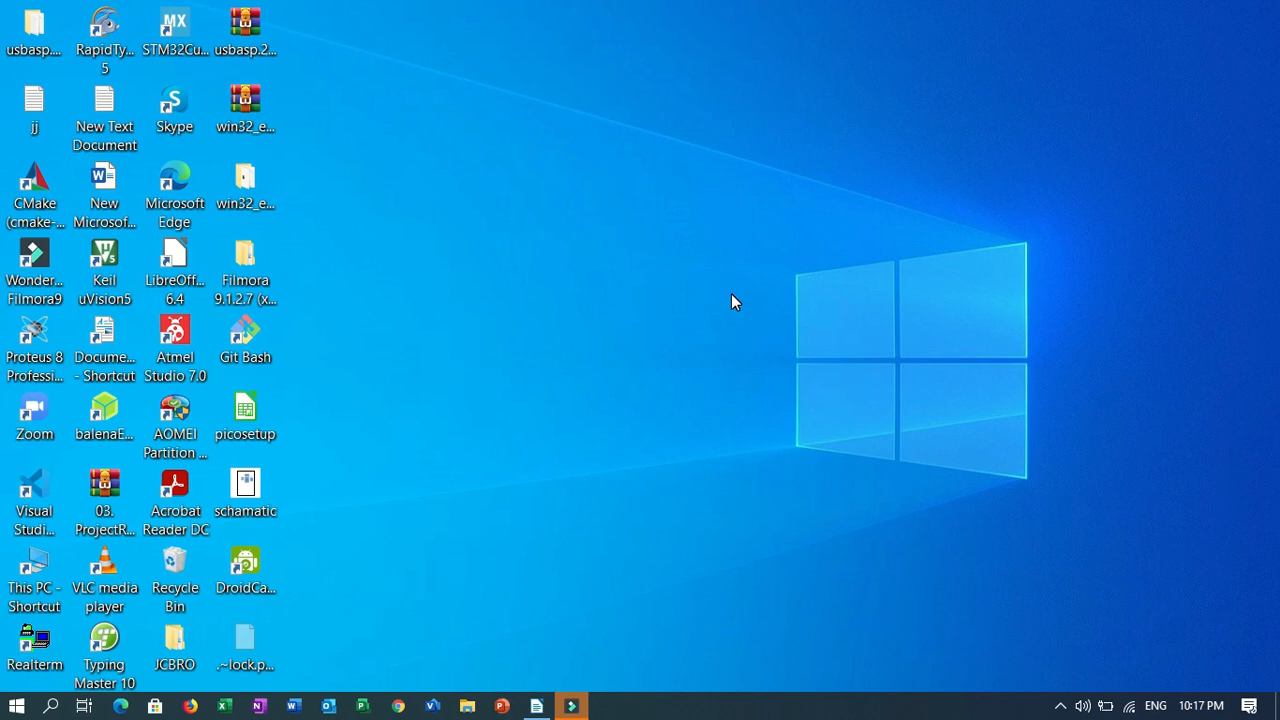 usbasp....
RapidTy...
5
STM32Cu...
usbasp.2...
jj
New Text
Document
Skype
win32_e...
CMake
(cmake-...
New
Microsof...
Microsoft
Edge
win32_e...
Wonder...
Filmora9
Keil
uVision5
LibreOff...
6.4
Filmora
9.1.2.7 (x...
Proteus 8
Professi...
Docume...
- Shortcut
Atmel
Studio 7.0
Git Bash
Zoom
balenaE...
AOMEI
Partition ...
picosetup
Visual
Studi...
03.
ProjectR...
Acrobat
Reader DC
schamatic
This PC -
Shortcut
VLC media
player
Recycle
Bin
DroidCa...
Realterm
Typing
Master 10
JCBRO
.~lock.p...
MX
ENG
10:17 PM